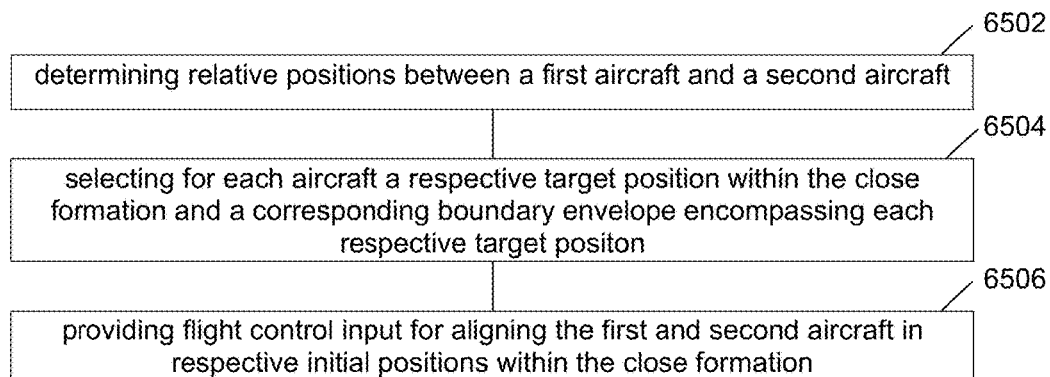 6502
determining relative positions between a first aircraft and a second aircraft
6504
selecting for each aircraft a respective target position within the close
formation and a corresponding boundary envelope encompassing each
respective target positon
6506
providing flight control input for aligning the first and second aircraft in
respective initial positions within the close formation